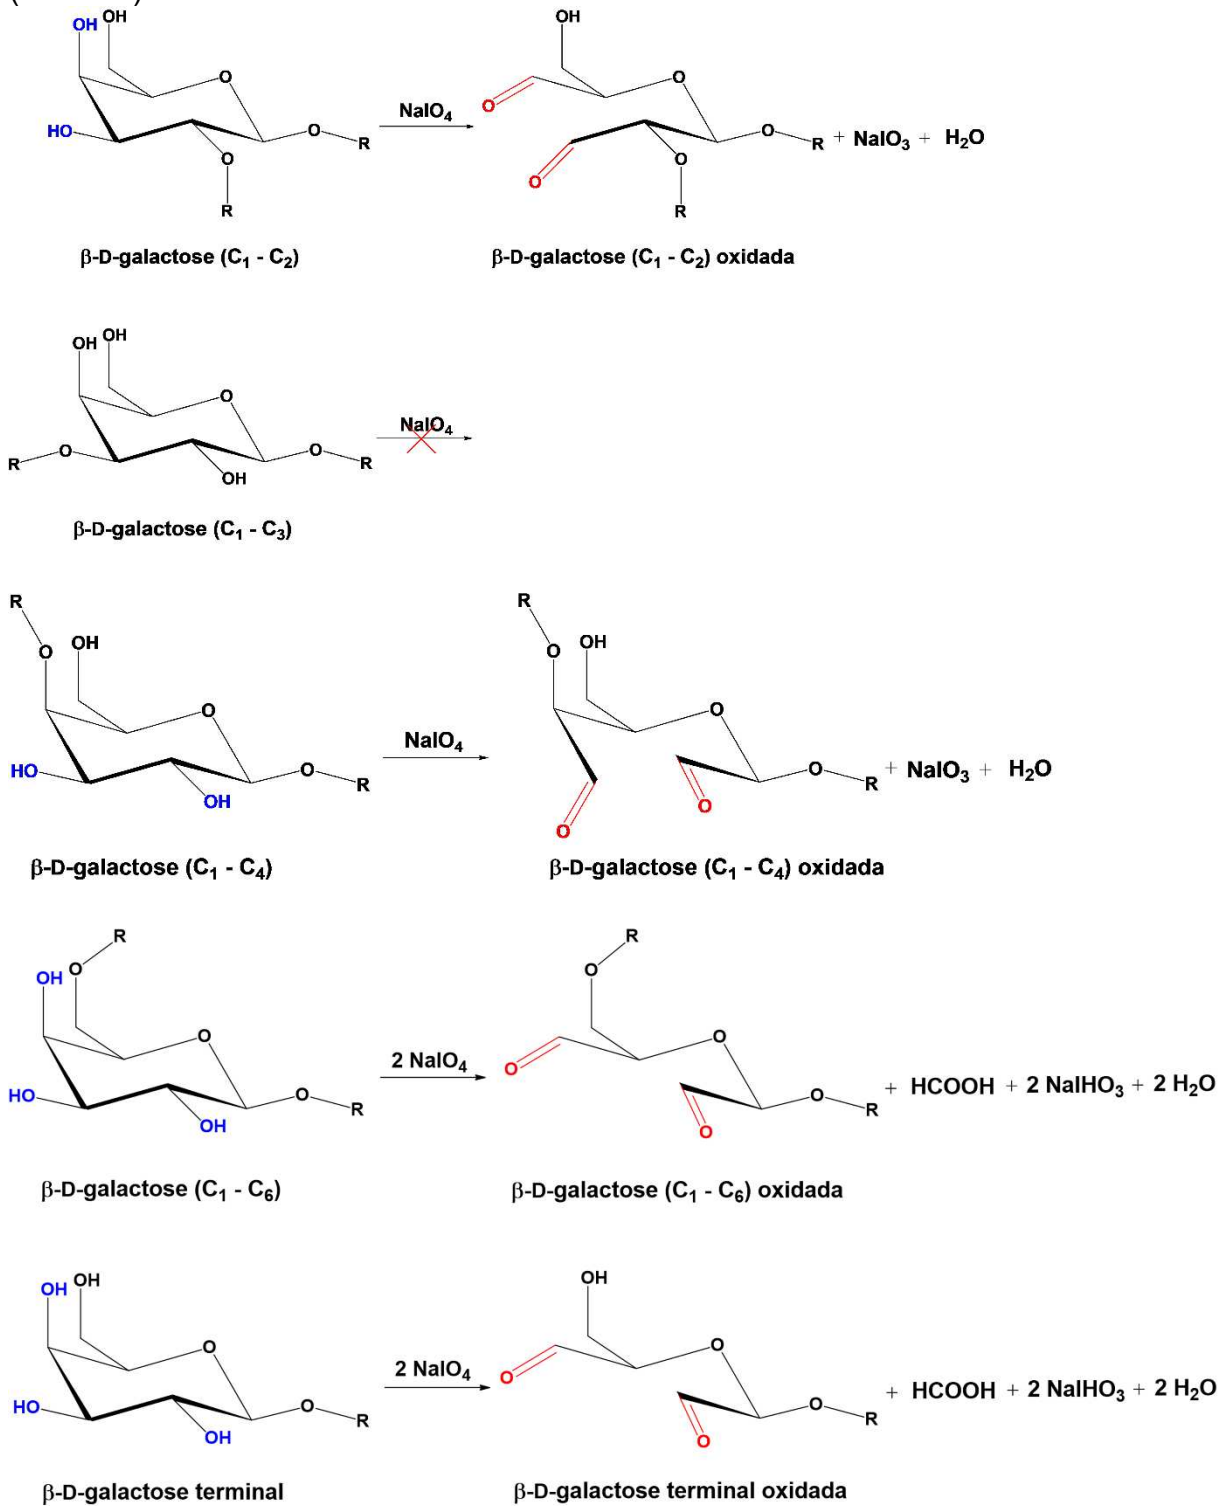 OH OH
O
HO
O R
O
R
NaIO₄
OH
O
O
O
O R
O
R
+ NaIO₃ + H₂O
β-D-galactose (C₁ - C₂)
β-D-galactose (C₁ - C₂) oxidada
OH OH
O
R O
O R
OH
NaIO₄
β-D-galactose (C₁ - C₃)
R
O OH
O
HO
O R
OH
NaIO₄
R
O OH
O
O R
O
O
+ NaIO₃ + H₂O
β-D-galactose (C₁ - C₄)
β-D-galactose (C₁ - C₄) oxidada
R
OH O
O
HO
O R
OH
2 NaIO₄
R
O
O
O
O R
O
+ HCOOH + 2 NaIHO₃ + 2 H₂O
β-D-galactose (C₁ - C₆)
β-D-galactose (C₁ - C₆) oxidada
OH OH
O
HO
O R
OH
2 NaIO₄
OH
O
O
O R
O
+ HCOOH + 2 NaIHO₃ + 2 H₂O
β-D-galactose terminal
β-D-galactose terminal oxidada